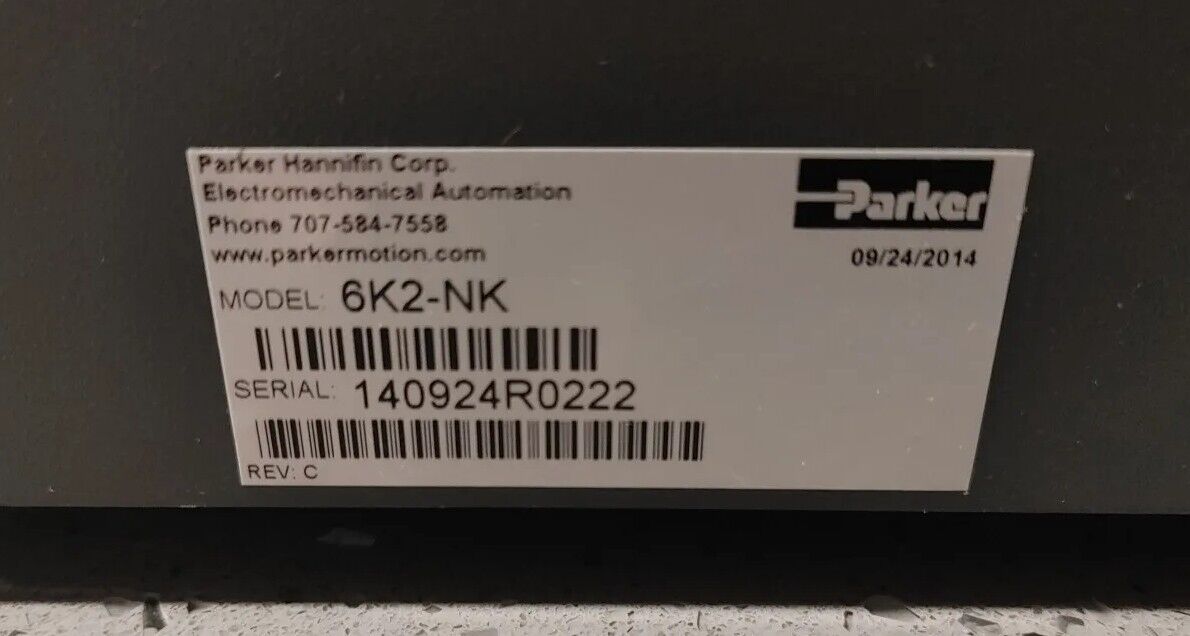 Parker Hannifin Corp.
Electromechanical Automation
Phone 707-584-7558
www.parkermotion.com
Parker
09/24/2014
MODEL: 6K2-NK
SERIAL: 140924R0222
REV: C